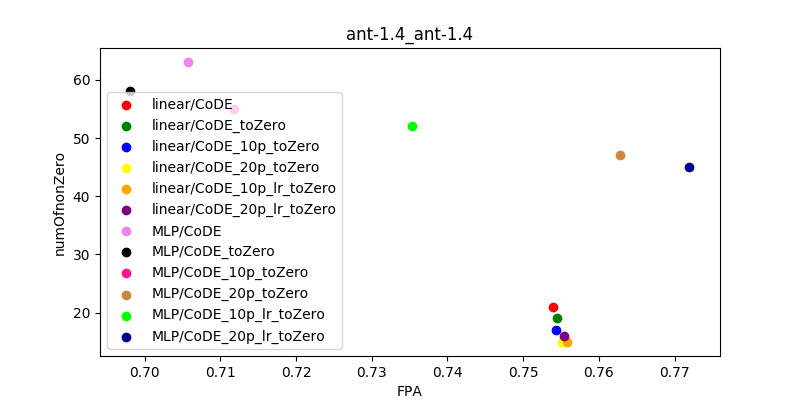 ant-1.4_ant-1.4
numOfnonZero
60
50
40
30
20
linear/CoDE
linear/CoDE_toZero
linear/CoDE_10p_toZero
linear/CoDE_20p_toZero
linear/CoDE_10p_lr_toZero
linear/CoDE_20p_lr_toZero
MLP/CoDE
MLP/CoDE_toZero
MLP/CoDE_10p_toZero
MLP/CoDE_20p_toZero
MLP/CoDE_10p_lr_toZero
MLP/CoDE_20p_lr_toZero
0.70 0.71 0.72 0.73 0.74 0.75 0.76 0.77
FPA